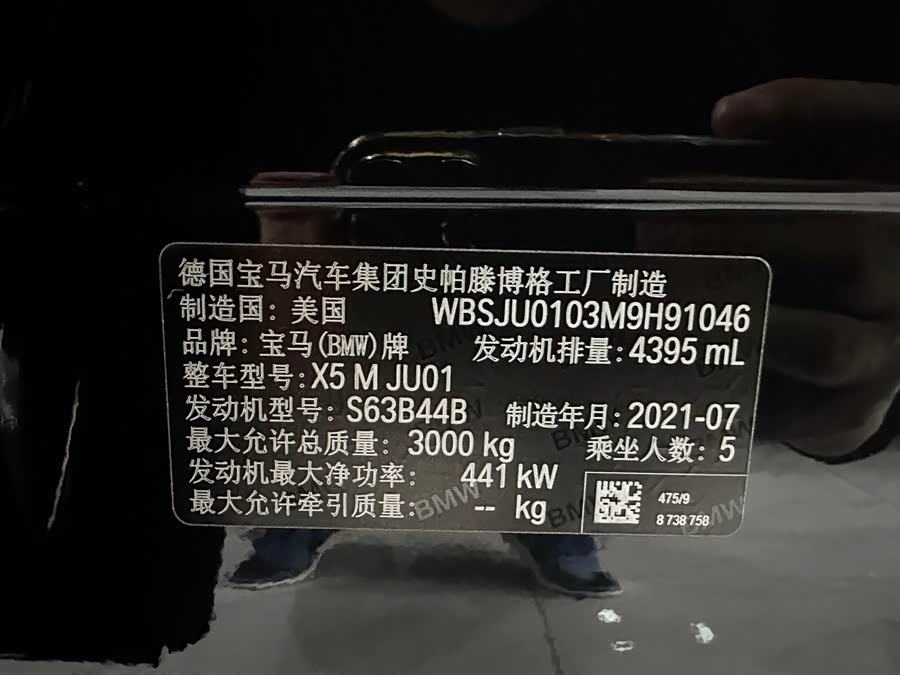 德国宝马汽车集团史帕滕博格工厂制造
制造国: 美国 WBSJU0103M9H91046
品牌: 宝马(BMW)牌 发动机排量: 4395 mL
整车型号: X5 M JU01
发动机型号: S63B44B 制造年月: 2021-07
最大允许总质量: 3000 kg 乘坐人数: 5
发动机最大净功率: 441 kW
最大允许牵引质量: -- kg
475/9
8 738 758